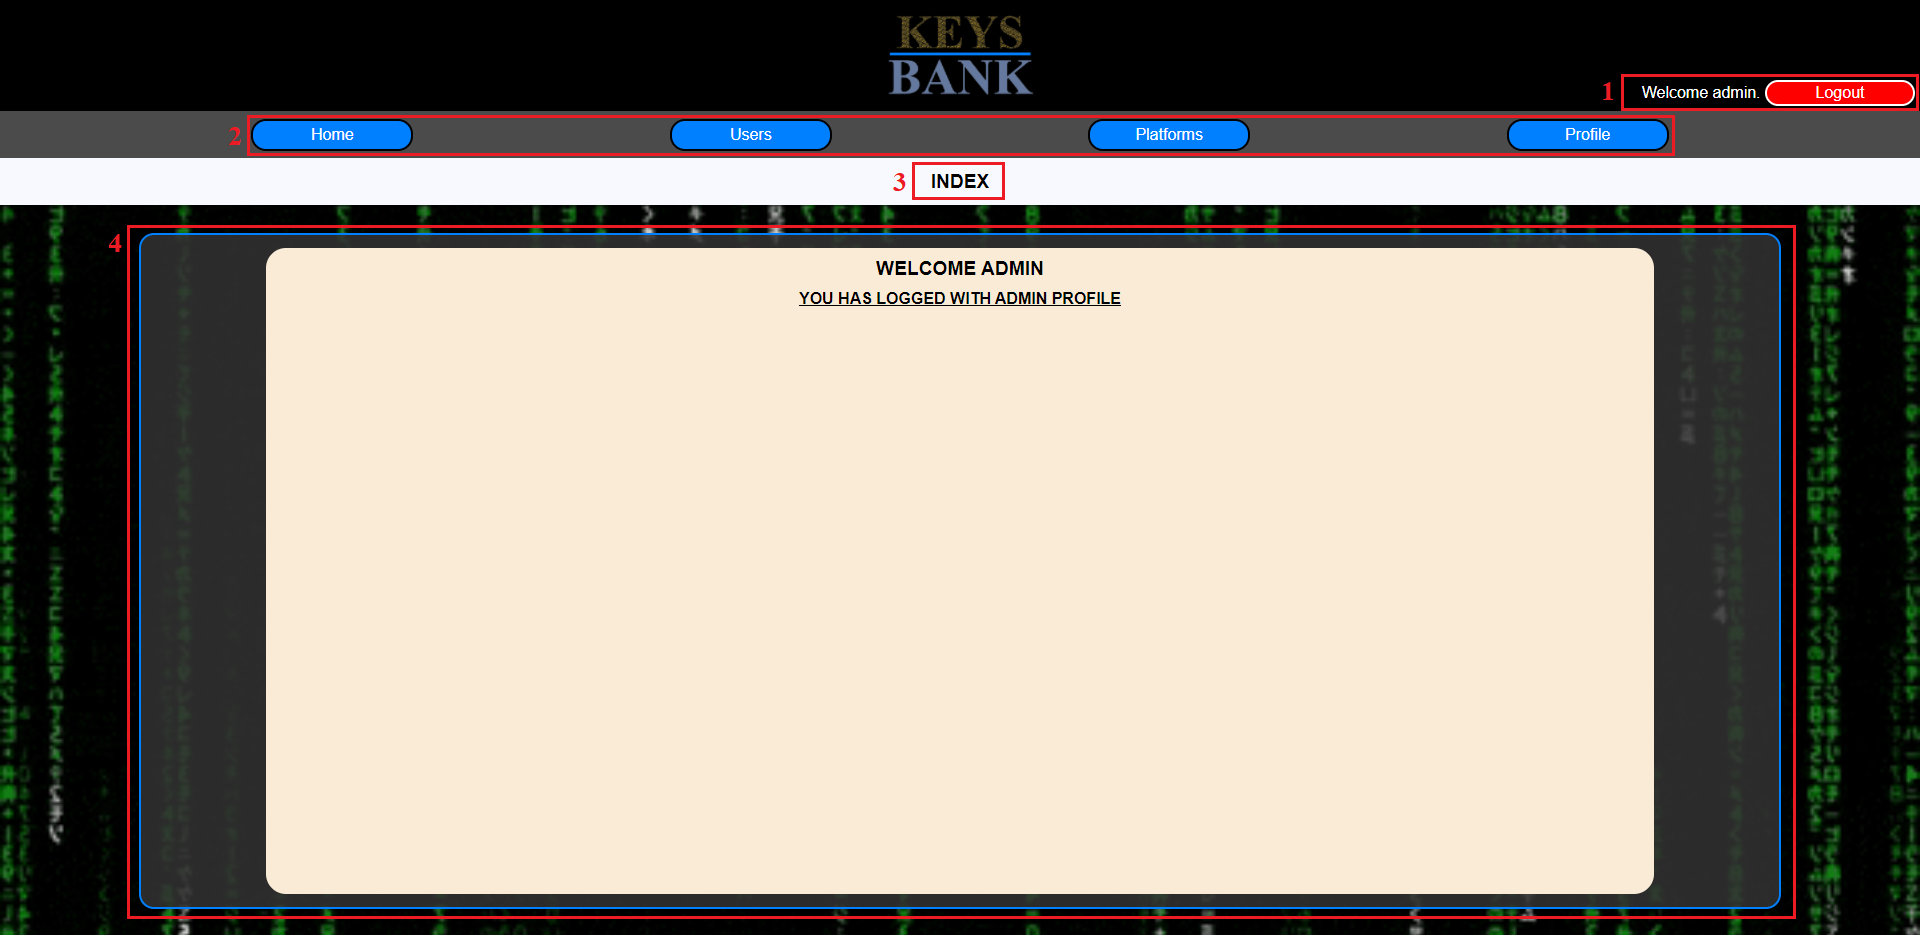 KEYS
BANK
1 Welcome admin. Logout
2 Home Users Platforms Profile
3 INDEX
4
WELCOME ADMIN
YOU HAS LOGGED WITH ADMIN PROFILE